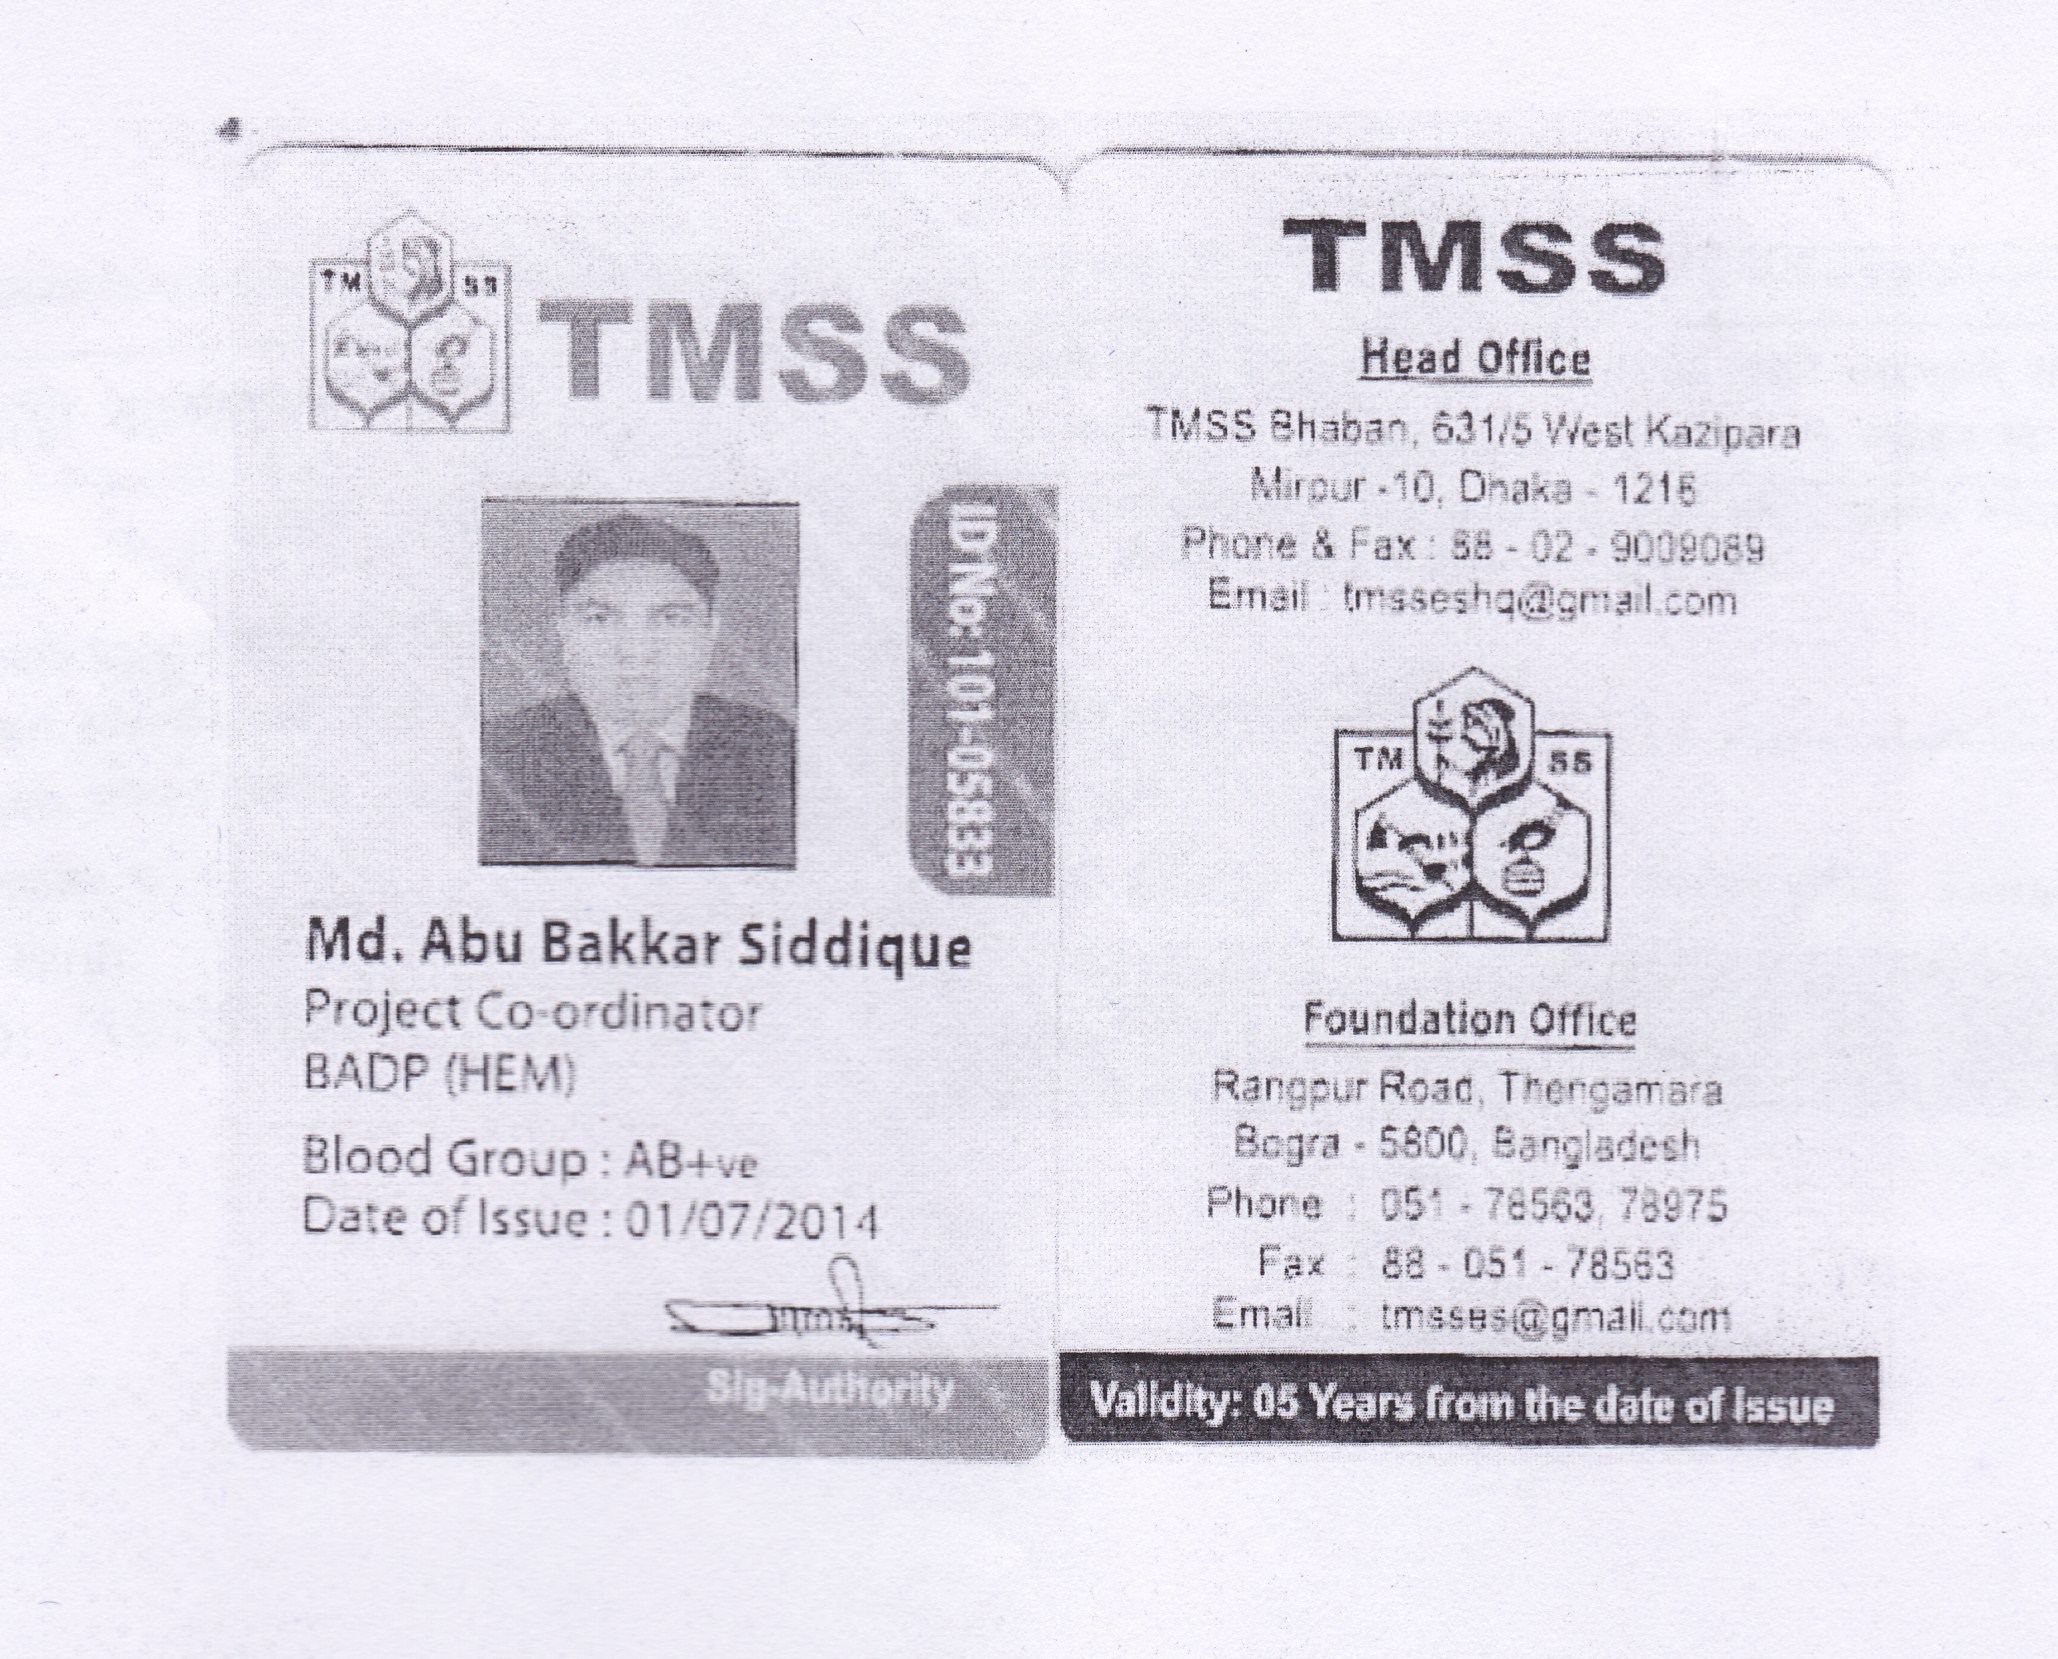 TM SS
TMSS
ID No: 101-05833
Md. Abu Bakkar Siddique
Project Co-ordinator
BADP (HEM)
Blood Group : AB+ve
Date of Issue : 01/07/2014
Sig-Authority
TMSS
Head Office
TMSS Bhaban, 631/5 West Kazipara
Mirpur -10, Dhaka - 1216
Phone & Fax : 88 - 02 - 9009089
Email : tmsseshq@gmail.com
TM SS
Foundation Office
Rangpur Road, Thengamara
Bogra - 5800, Bangladesh
Phone : 051 - 78563, 78975
Fax : 88 - 051 - 78563
Email : tmsses@gmail.com
Validity: 05 Years from the date of Issue